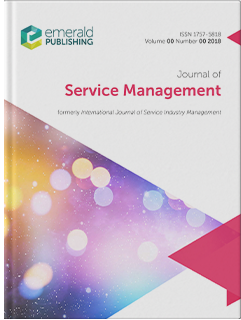 emerald
PUBLISHING
ISSN 1757-5818
Volume 00 Number 00 2018
Journal of
Service Management
formerly International Journal of Service Industry Management